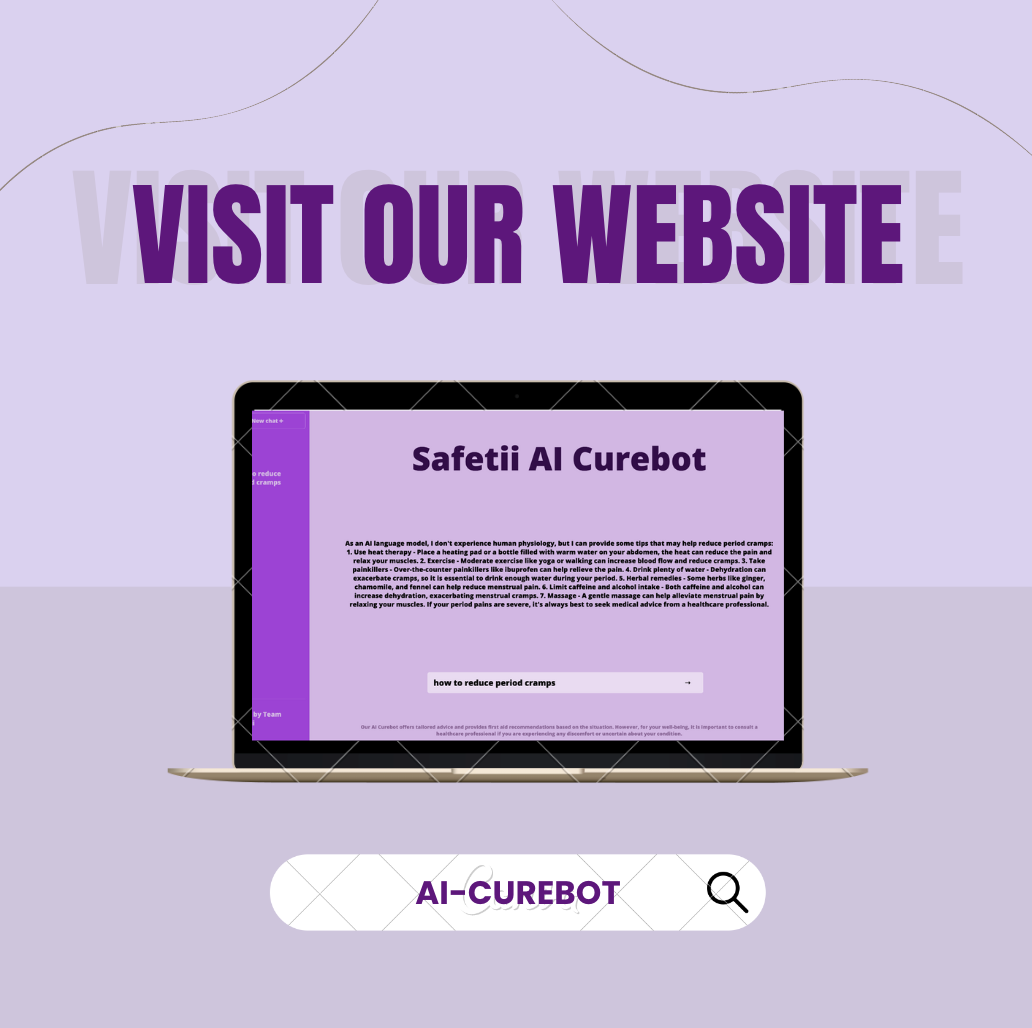 VISIT OUR WEBSITE
New chat +
o reduce
d cramps
Safetii AI Curebot
As an AI language model, I don't experience human physiology, but I can provide some tips that may help reduce period cramps:
1. Use heat therapy - Place a heating pad or a bottle filled with warm water on your abdomen, the heat can reduce the pain and
relax your muscles. 2. Exercise - Moderate exercise like yoga or walking can increase blood flow and reduce cramps. 3. Take
painkillers - Over-the-counter painkillers like ibuprofen can help relieve the pain. 4. Drink plenty of water - Dehydration can
exacerbate cramps, so it is essential to drink enough water during your period. 5. Herbal remedies - Some herbs like ginger,
chamomile, and fennel can help reduce menstrual pain. 6. Limit caffeine and alcohol intake - Both caffeine and alcohol can
increase dehydration, exacerbating menstrual cramps. 7. Massage - A gentle massage can help alleviate menstrual pain by
relaxing your muscles. If your period pains are severe, it's always best to seek medical advice from a healthcare professional.
how to reduce period cramps →
by Team
Our AI Curebot offers tailored advice and provides first aid recommendations based on the situation. However, for your well-being, it is important to consult a
healthcare professional if you are experiencing any discomfort or uncertain about your condition.
AI-CUREBOT
Canva